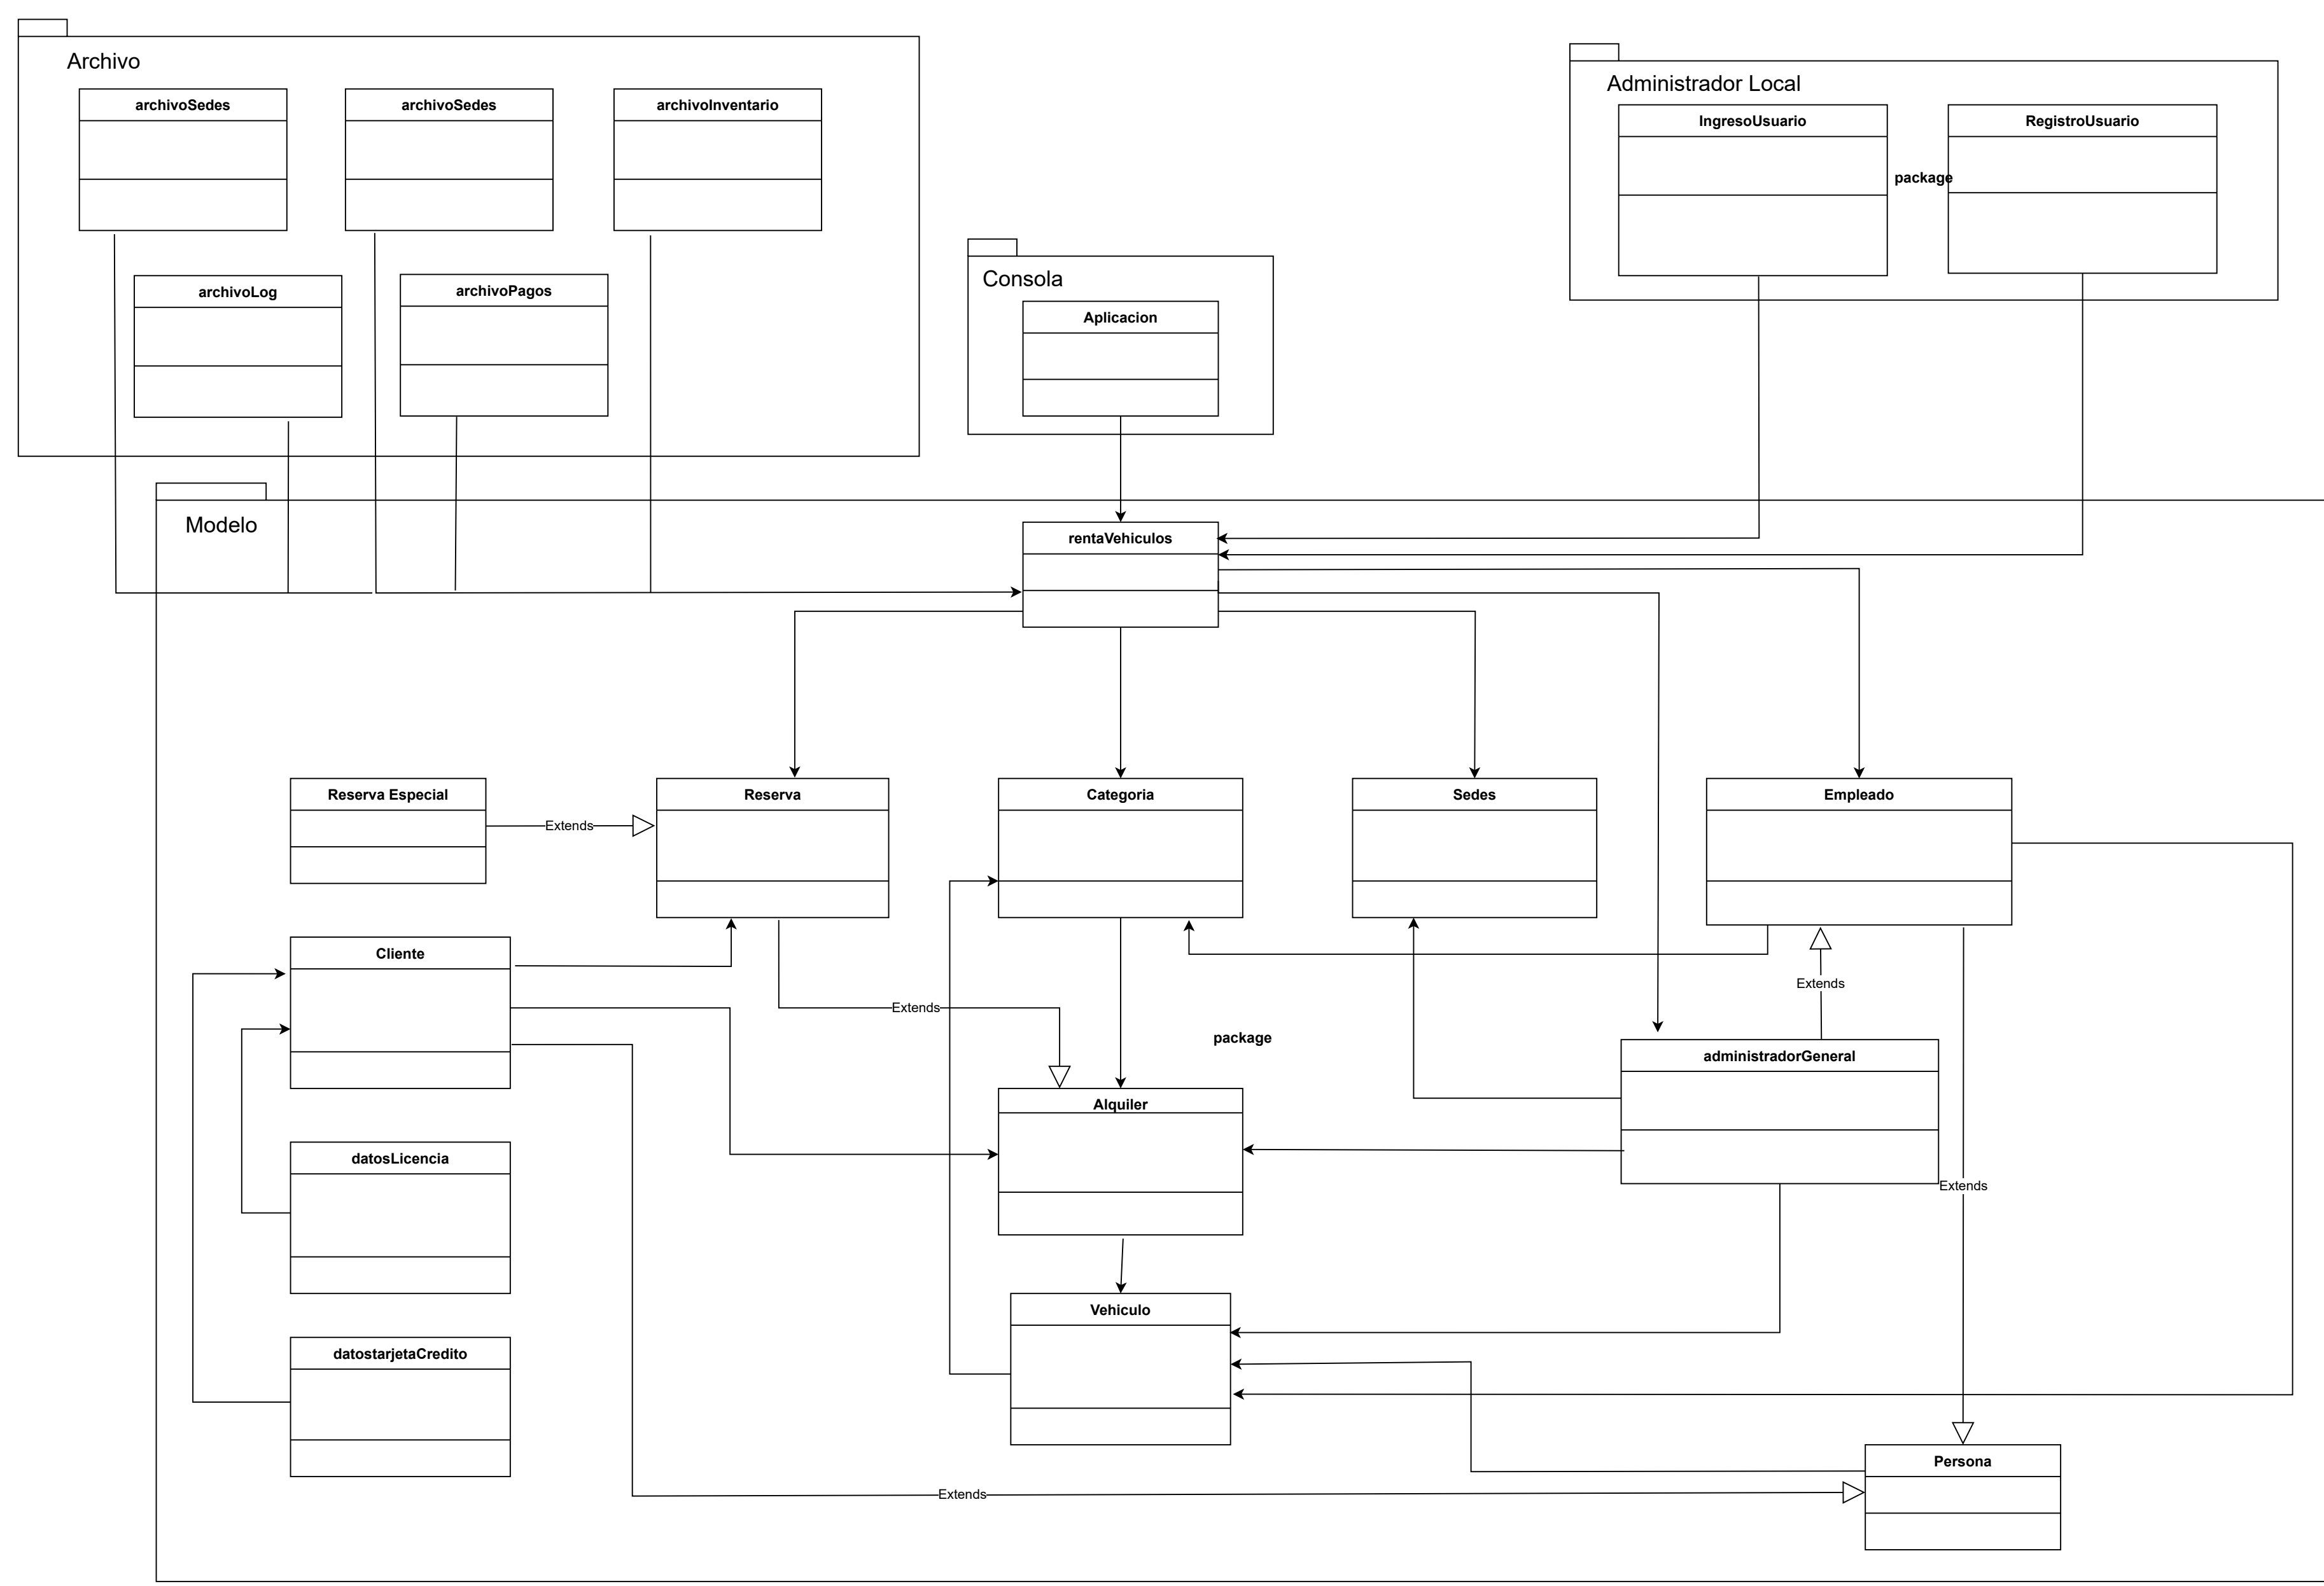 Archivo
archivoSedes
archivoSedes
archivoInventario
archivoLog
archivoPagos
Consola
Aplicacion
Administrador Local
IngresoUsuario
RegistroUsuario
package
Modelo
rentaVehiculos
Reserva Especial
Extends
Reserva
Categoria
Sedes
Empleado
Cliente
Extends
Extends
package
administradorGeneral
Alquiler
datosLicencia
Extends
Vehiculo
datostarjetaCredito
Persona
Extends